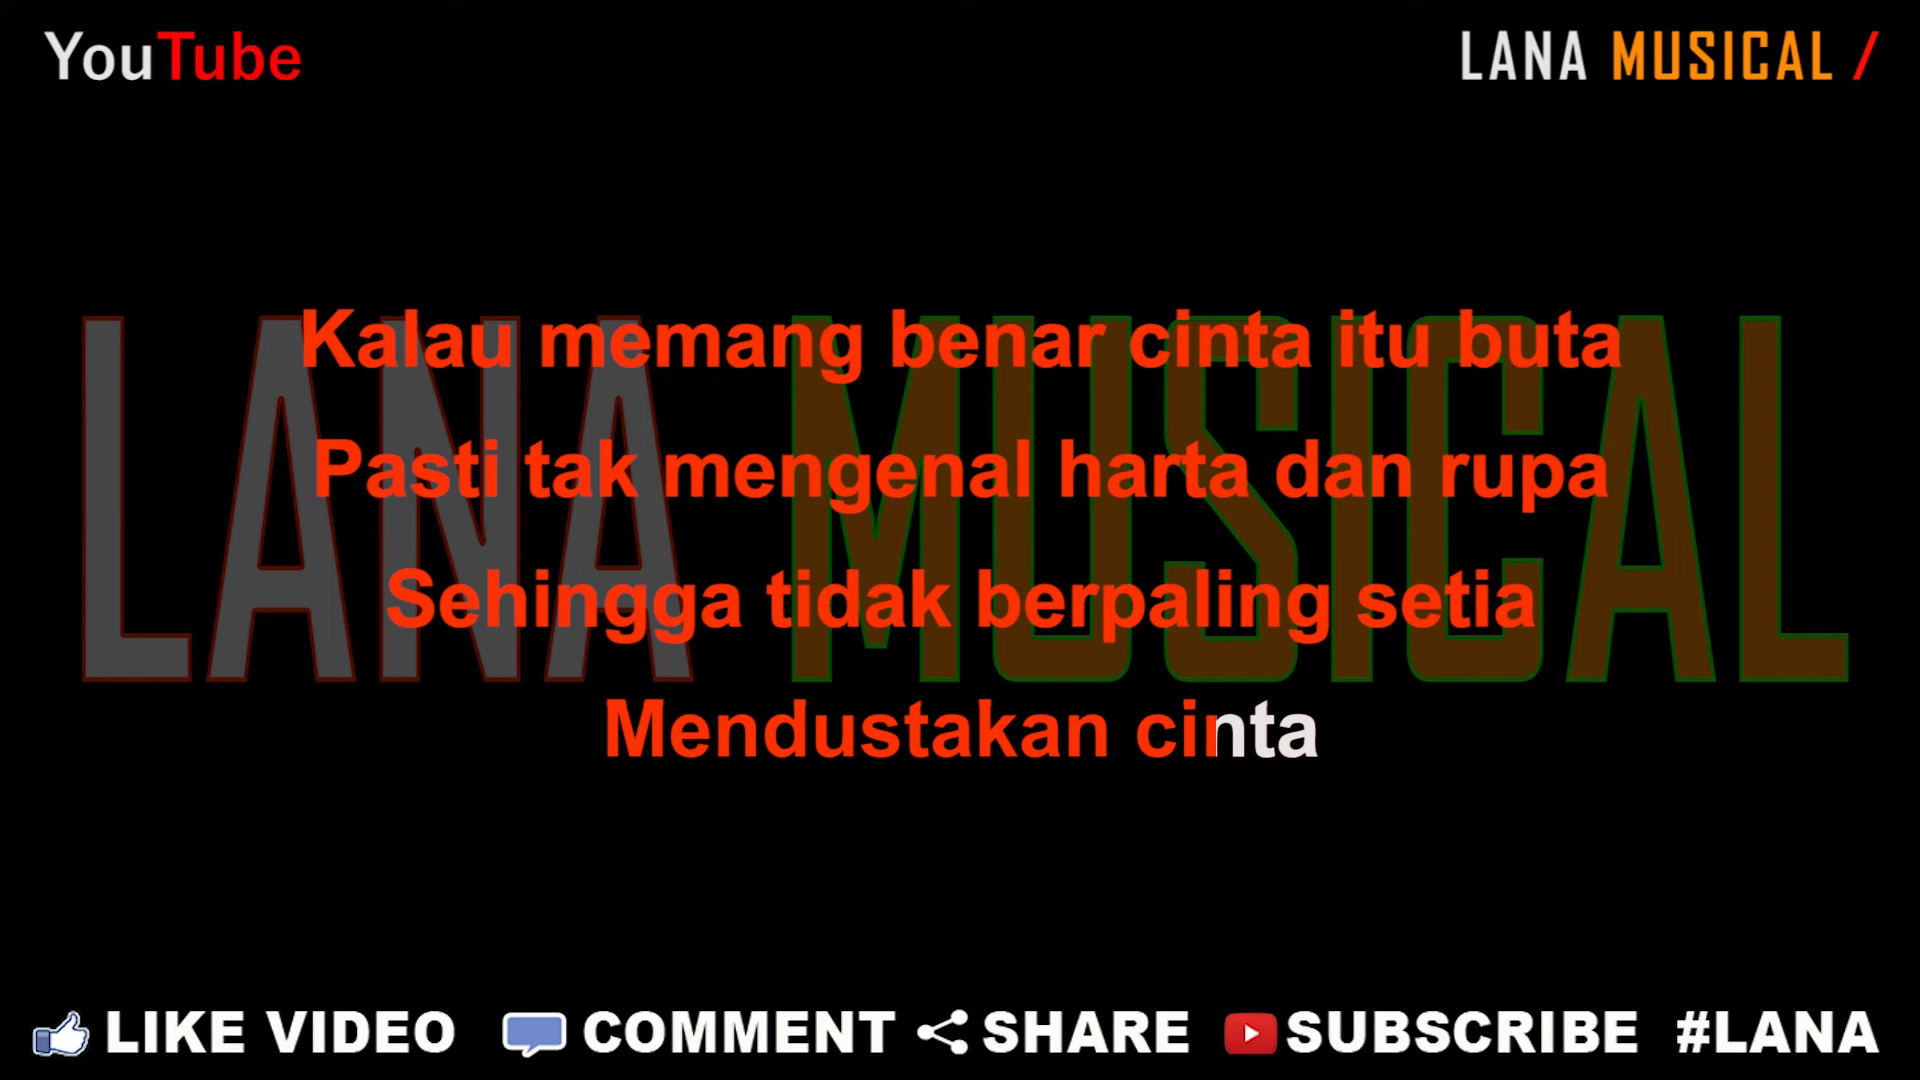 YouTube
LANA MUSICAL /
LANA MUSICAL
Kalau memang benar cinta itu buta
Pasti tak mengenal harta dan rupa
Sehingga tidak berpaling setia
Mendustakan cinta
LIKE VIDEO COMMENT SHARE SUBSCRIBE #LANA